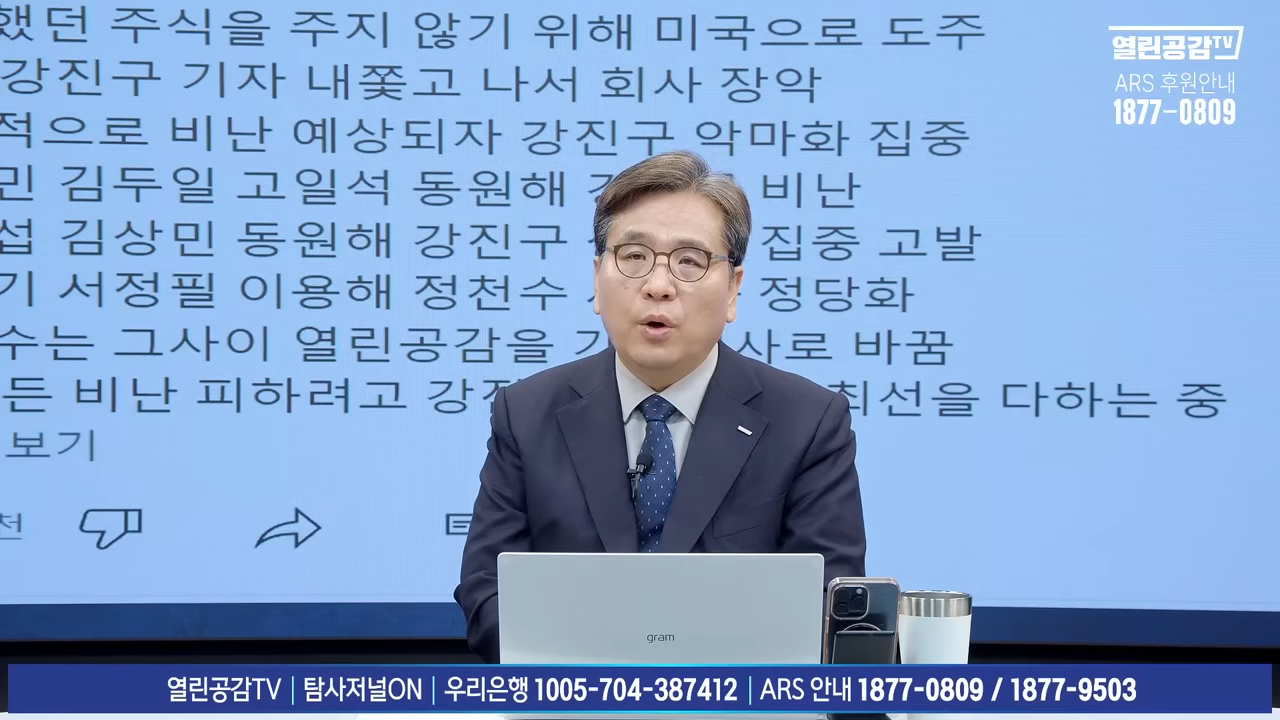 했던 주식을 주지 않기 위해 미국으로 도주
강진구 기자 내쫓고 나서 회사 장악
적으로 비난 예상되자 강진구 악마화 집중
민 김두일 고일석 동원해 비난
섭 김상민 동원해 강진구 집중 고발
기 서정필 이용해 정천수 정당화
수는 그사이 열린공감을 사로 바꿈
든 비난 피하려고 최선을 다하는 중
보기
천
열린공감TV
ARS 후원안내
1877-0809
gram
열린공감TV | 탐사저널ON | 우리은행 1005-704-387412 | ARS 안내 1877-0809 / 1877-9503